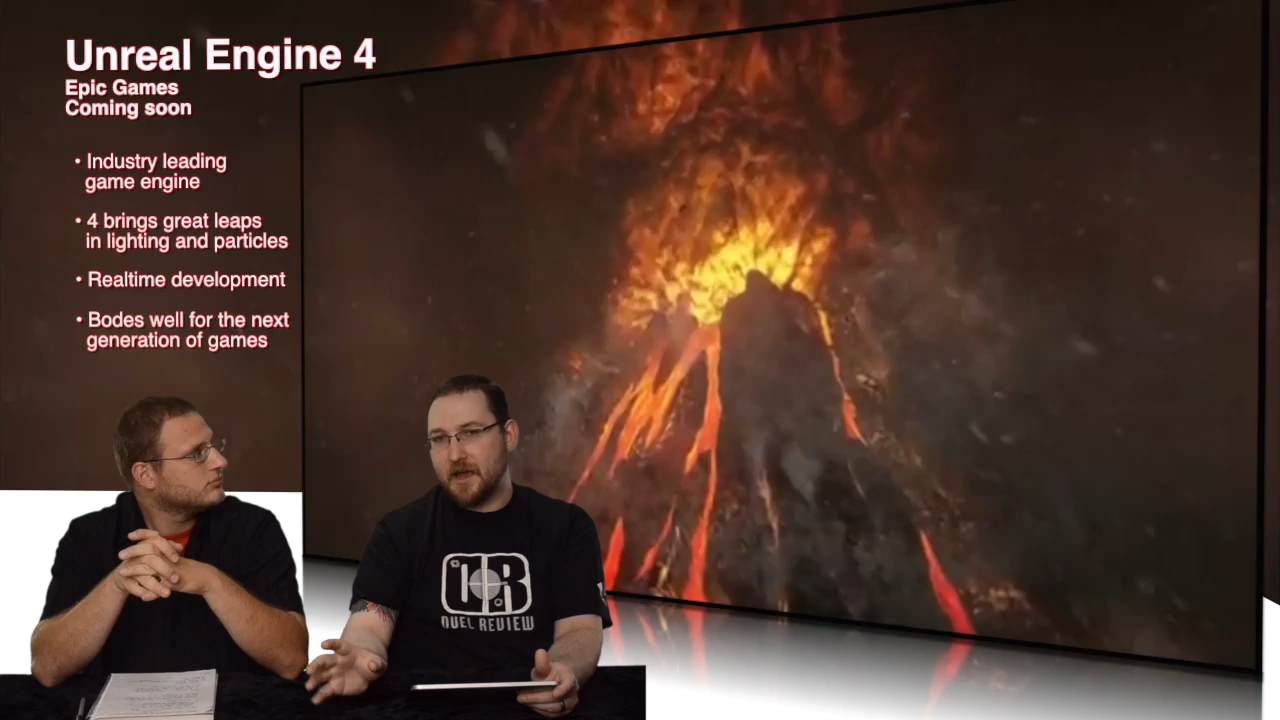 Unreal Engine 4
Epic Games
Coming soon
• Industry leading
game engine
• 4 brings great leaps
in lighting and particles
• Realtime development
• Bodes well for the next
generation of games
DR
DUEL REVIEW